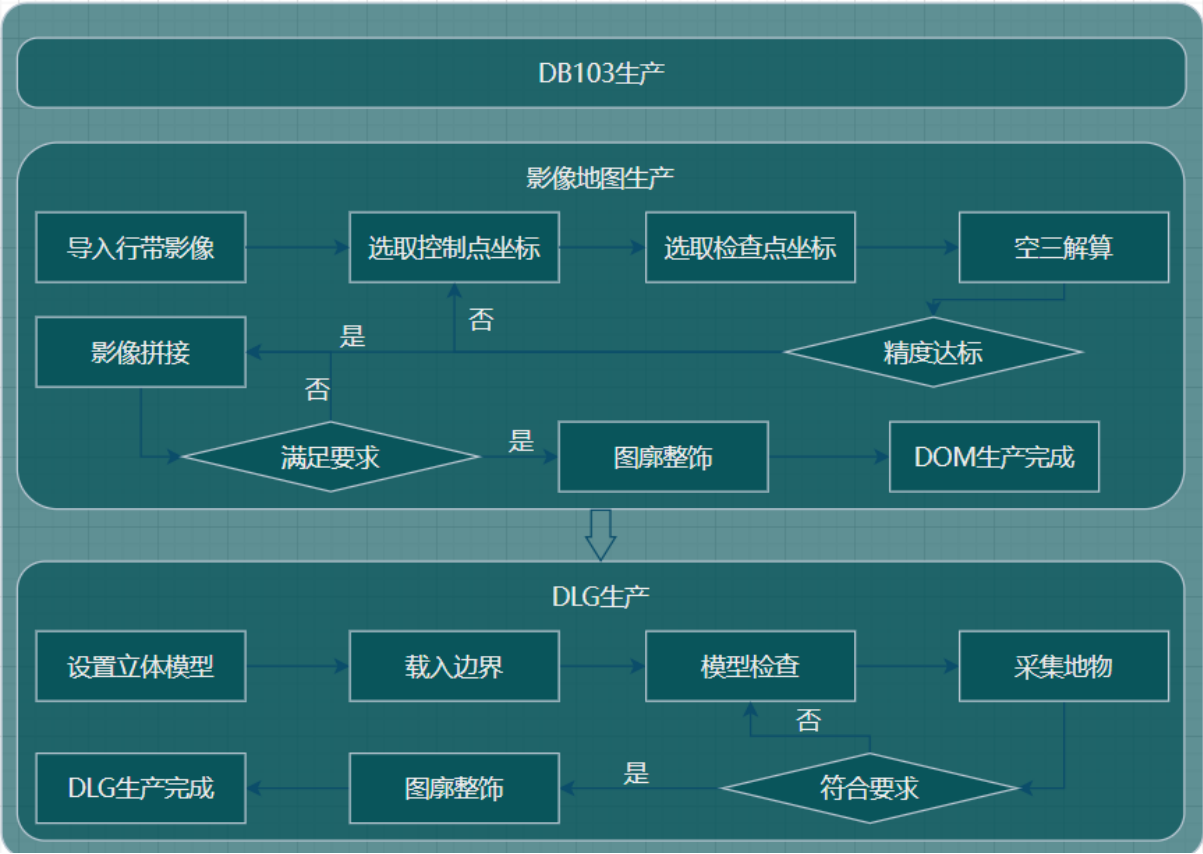 DB103生产
影像地图生产
导入行带影像
选取控制点坐标
选取检查点坐标
空三解算
影像拼接
是
否
精度达标
否
满足要求
是
图廓整饰
DOM生产完成
DLG生产
设置立体模型
载入边界
模型检查
采集地物
否
DLG生产完成
图廓整饰
是
符合要求